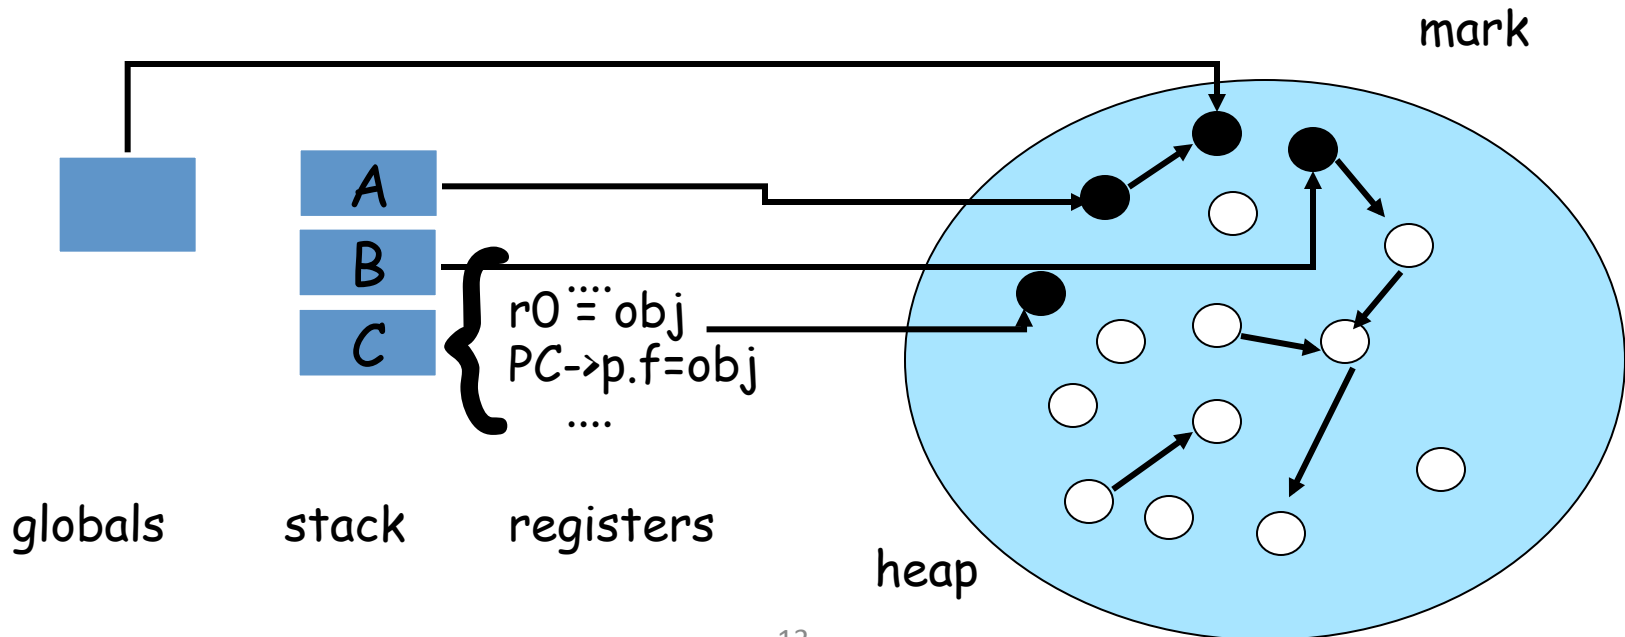 mark
A
B
C
....
r0 = obj
PC->p.f=obj
....
globals
stack
registers
heap